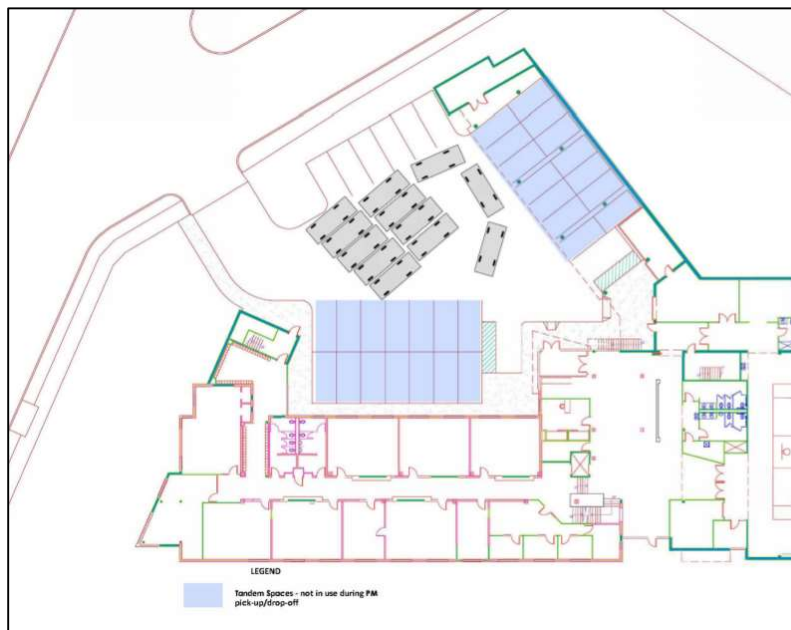 LEGEND
Tandem Spaces - not in use during PM
pick-up/drop-off